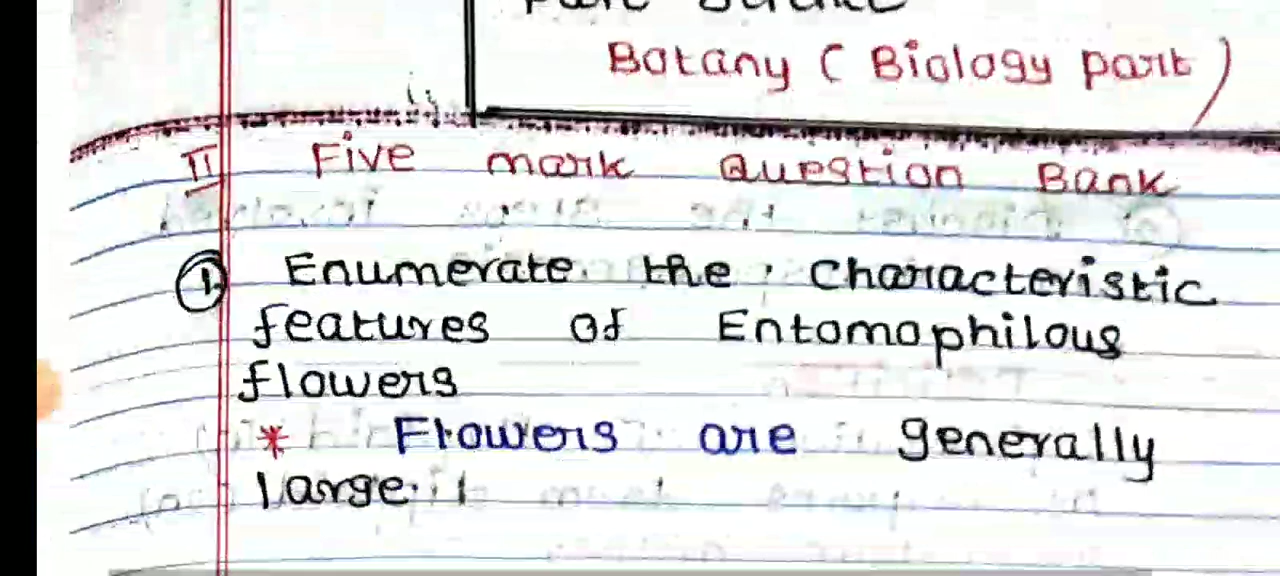 Botany ( Biology part )
II Five mark Question Bank
1. Enumerate the Characteristic
features of Entomophilous
flowers
* Flowers are generally
large.